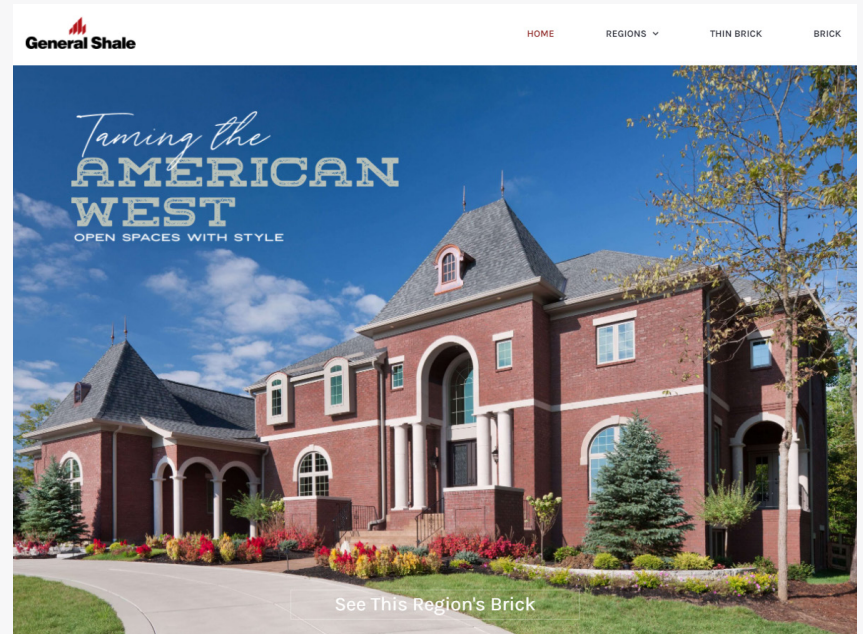 General Shale
HOME REGIONS THIN BRICK BRICK
Taming the
AMERICAN
WEST
OPEN SPACES WITH STYLE
See This Region's Brick